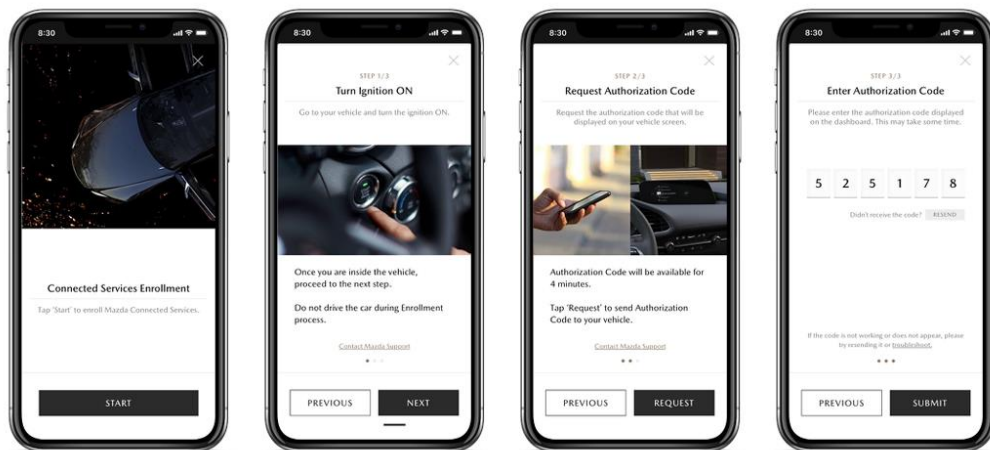 8:30
Connected Services Enrollment
Tap 'Start' to enroll Mazda Connected Services.
START
8:30
STEP 1/3
Turn Ignition ON
Go to your vehicle and turn the ignition ON.
Once you are inside the vehicle,
proceed to the next step.
Do not drive the car during Enrollment
process.
Contact Mazda Support
PREVIOUS
NEXT
8:30
STEP 2/3
Request Authorization Code
Request the authorization code that will be
displayed on your vehicle screen.
Authorization Code will be available for
4 minutes.
Tap 'Request' to send Authorization
Code to your vehicle.
Contact Mazda Support
PREVIOUS
REQUEST
8:30
STEP 3/3
Enter Authorization Code
Please enter the authorization code displayed
on the dashboard. This may take some time.
5 2 5 1 7 8
Didn't receive the code? RESEND
If the code is not working or does not appear, please
try resending it or troubleshoot.
PREVIOUS
SUBMIT